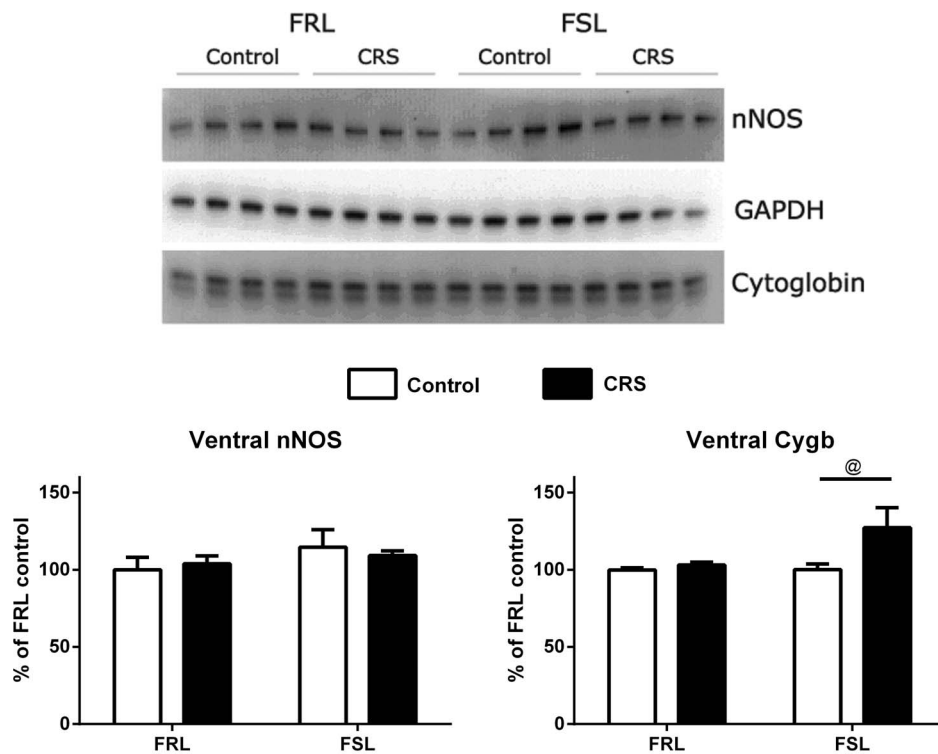 FRL FSL
Control CRS Control CRS
nNOS
GAPDH
Cytoglobin
Control CRS
Ventral nNOS
% of FRL control
150
100
50
0
FRL FSL
Ventral Cygb
% of FRL control
@
150
100
50
0
FRL FSL